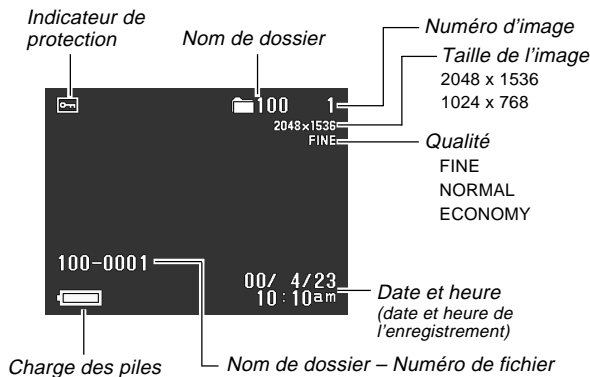 Indicateur de
protection
Nom de dossier
Numéro d'image
Taille de l'image
2048 x 1536
1024 x 768
100 1
2048×1536
FINE
Qualité
FINE
NORMAL
ECONOMY
100-0001
00/ 4/23
10:10am
Date et heure
(date et heure de
l'enregistrement)
Charge des piles
Nom de dossier – Numéro de fichier